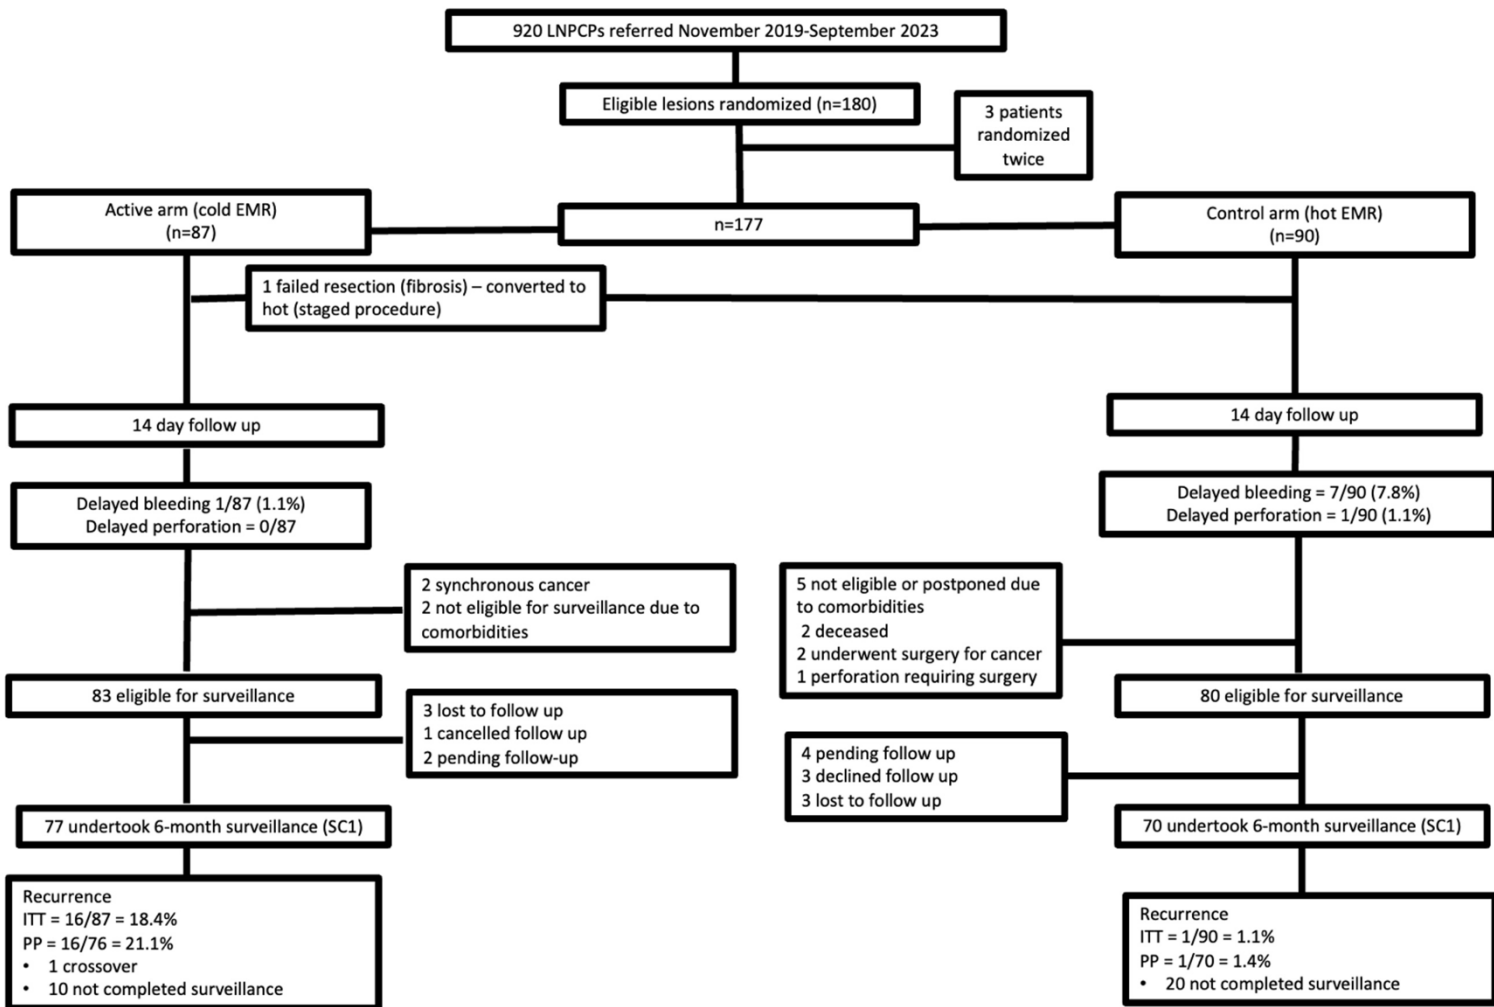 920 LNPCPs referred November 2019-September 2023
Eligible lesions randomized (n=180)
3 patients
randomized
twice
Active arm (cold EMR)
(n=87)
n=177
Control arm (hot EMR)
(n=90)
1 failed resection (fibrosis) – converted to
hot (staged procedure)
14 day follow up
14 day follow up
Delayed bleeding 1/87 (1.1%)
Delayed perforation = 0/87
Delayed bleeding = 7/90 (7.8%)
Delayed perforation = 1/90 (1.1%)
2 synchronous cancer
2 not eligible for surveillance due to
comorbidities
5 not eligible or postponed due
to comorbidities
2 deceased
2 underwent surgery for cancer
1 perforation requiring surgery
83 eligible for surveillance
80 eligible for surveillance
3 lost to follow up
1 cancelled follow up
2 pending follow-up
4 pending follow up
3 declined follow up
3 lost to follow up
77 undertook 6-month surveillance (SC1)
70 undertook 6-month surveillance (SC1)
Recurrence
ITT = 16/87 = 18.4%
PP = 16/76 = 21.1%
• 1 crossover
• 10 not completed surveillance
Recurrence
ITT = 1/90 = 1.1%
PP = 1/70 = 1.4%
• 20 not completed surveillance